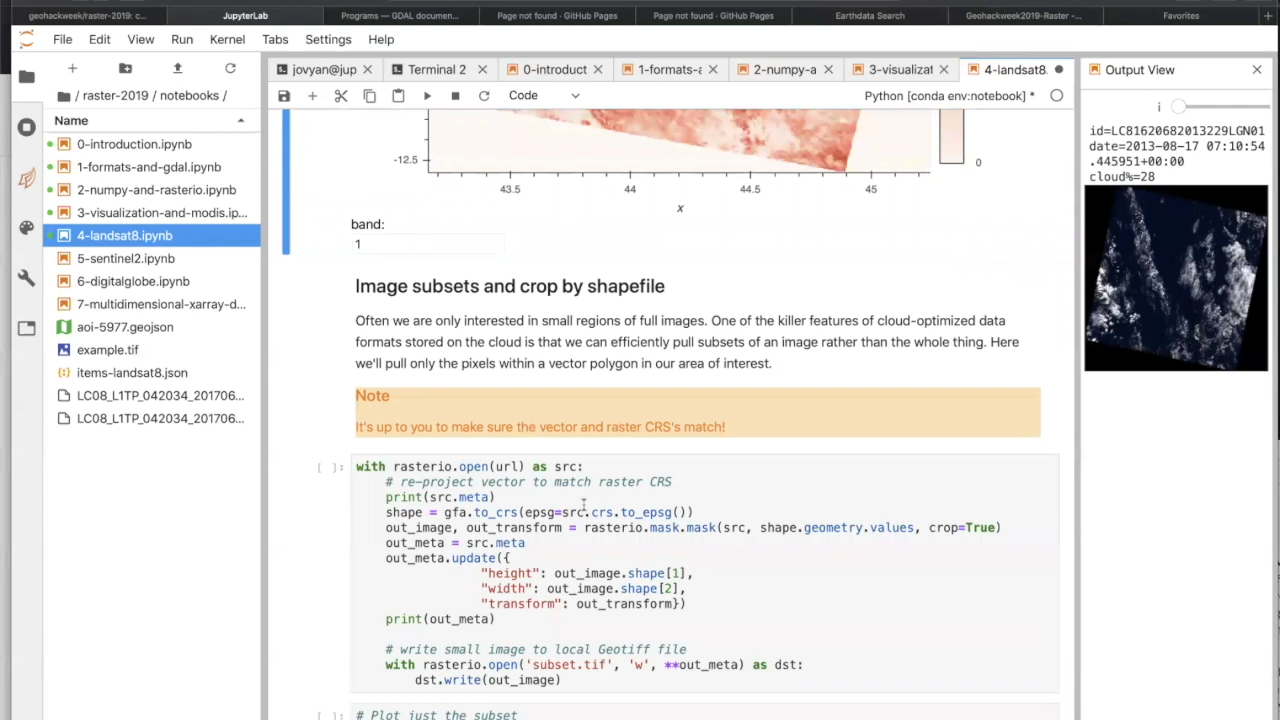 geohackweek/raster-2019: c...
JupyterLab
Programs — GDAL documen...
Page not found · GitHub Pages
Page not found · GitHub Pages
Earthdata Search
Geohackweek2019-Raster -...
Favorites
File Edit View Run Kernel Tabs Settings Help
jovyan@jup
Terminal 2
0-introduct
1-formats-a
2-numpy-a
3-visualizat
4-landsat8.
Output View
/ raster-2019 / notebooks /
Code
Python [conda env:notebook] *
Name
0-introduction.ipynb
1-formats-and-gdal.ipynb
2-numpy-and-rasterio.ipynb
3-visualization-and-modis.ip...
4-landsat8.ipynb
5-sentinel2.ipynb
6-digitalglobe.ipynb
7-multidimensional-xarray-d...
aoi-5977.geojson
example.tif
items-landsat8.json
LC08_L1TP_042034_201706...
LC08_L1TP_042034_201706...
-12.5
0
43.5 44 44.5 45
x
band:
1
Image subsets and crop by shapefile
Often we are only interested in small regions of full images. One of the killer features of cloud-optimized data
formats stored on the cloud is that we can efficiently pull subsets of an image rather than the whole thing. Here
we'll pull only the pixels within a vector polygon in our area of interest.
Note
It's up to you to make sure the vector and raster CRS's match!
[ ]:
with rasterio.open(url) as src:
# re-project vector to match raster CRS
print(src.meta)
shape = gfa.to_crs(epsg=src.crs.to_epsg())
out_image, out_transform = rasterio.mask.mask(src, shape.geometry.values, crop=True)
out_meta = src.meta
out_meta.update({
"height": out_image.shape[1],
"width": out_image.shape[2],
"transform": out_transform})
print(out_meta)
# write small image to local Geotiff file
with rasterio.open('subset.tif', 'w', **out_meta) as dst:
dst.write(out_image)
[ ]:
# Plot just the subset
i
id=LC81620682013229LGN01
date=2013-08-17 07:10:54
.445951+00:00
cloud%=28